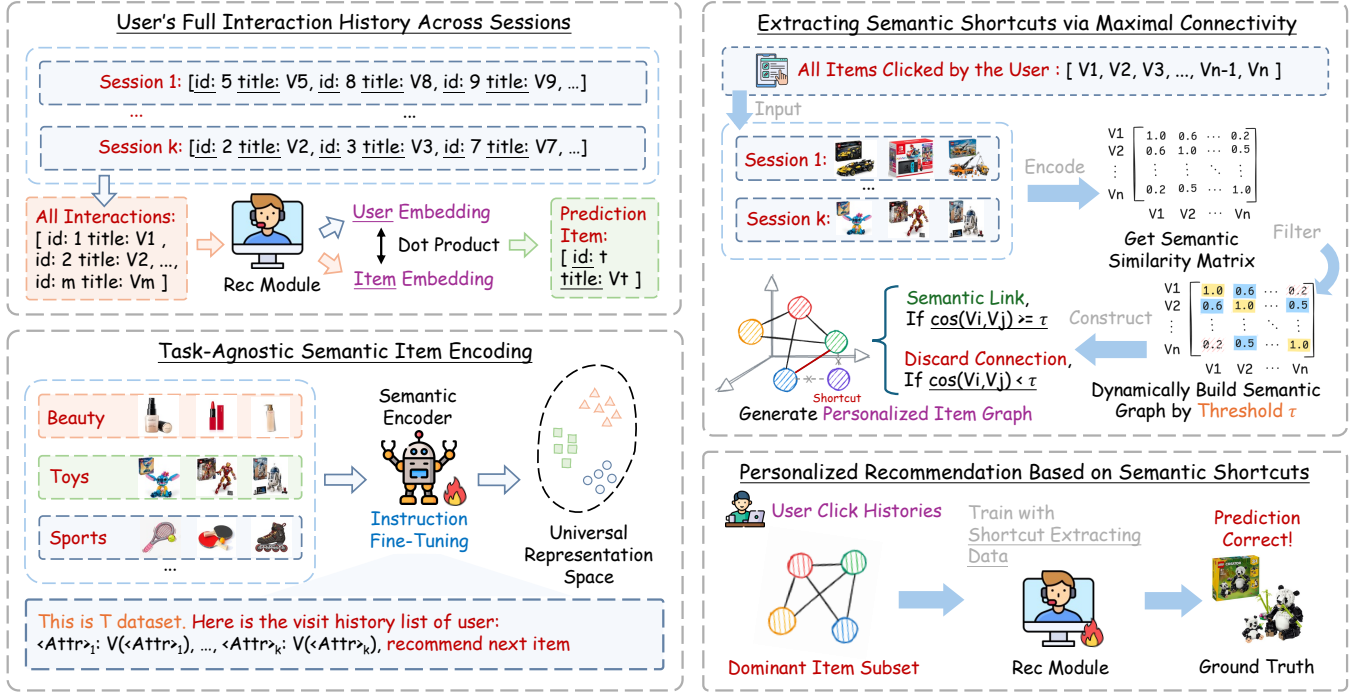 User's Full Interaction History Across Sessions
Session 1: [id: 5 title: V5, id: 8 title: V8, id: 9 title: V9, …]
... ...
Session k: [id: 2 title: V2, id: 3 title: V3, id: 7 title: V7, …]
All Interactions:
[ id: 1 title: V1 ,
id: 2 title: V2, ...,
id: m title: Vm ]
Rec Module
User Embedding
Dot Product
Item Embedding
Prediction
Item:
[ id: t
title: Vt ]
Task-Agnostic Semantic Item Encoding
Beauty
Toys
Sports
...
Semantic
Encoder
Instruction
Fine-Tuning
Universal
Representation
Space
This is T dataset. Here is the visit history list of user:
<Attr>1: V(<Attr>1), …, <Attr>k: V(<Attr>k), recommend next item
Extracting Semantic Shortcuts via Maximal Connectivity
All Items Clicked by the User : [ V1, V2, V3, ..., Vn-1, Vn ]
Input
Session 1:
...
Session k:
Encode
V1 1.0 0.6 ⋯ 0.2
V2 0.6 1.0 ⋯ 0.5
⋮ ⋮ ⋮ ⋱ ⋮
Vn 0.2 0.5 ⋯ 1.0
V1 V2 ⋯ Vn
Get Semantic
Similarity Matrix
Filter
V1 1.0 0.6 ⋯ 0.2
V2 0.6 1.0 ⋯ 0.5
⋮ ⋮ ⋮ ⋱ ⋮
Vn 0.2 0.5 ⋯ 1.0
V1 V2 ⋯ Vn
Dynamically Build Semantic
Graph by Threshold τ
Construct
Semantic Link,
If cos(Vi,Vj) >= τ
Discard Connection,
If cos(Vi,Vj) < τ
Shortcut
Generate Personalized Item Graph
Personalized Recommendation Based on Semantic Shortcuts
User Click Histories
Dominant Item Subset
Train with
Shortcut Extracting
Data
Rec Module
Prediction
Correct!
Ground Truth